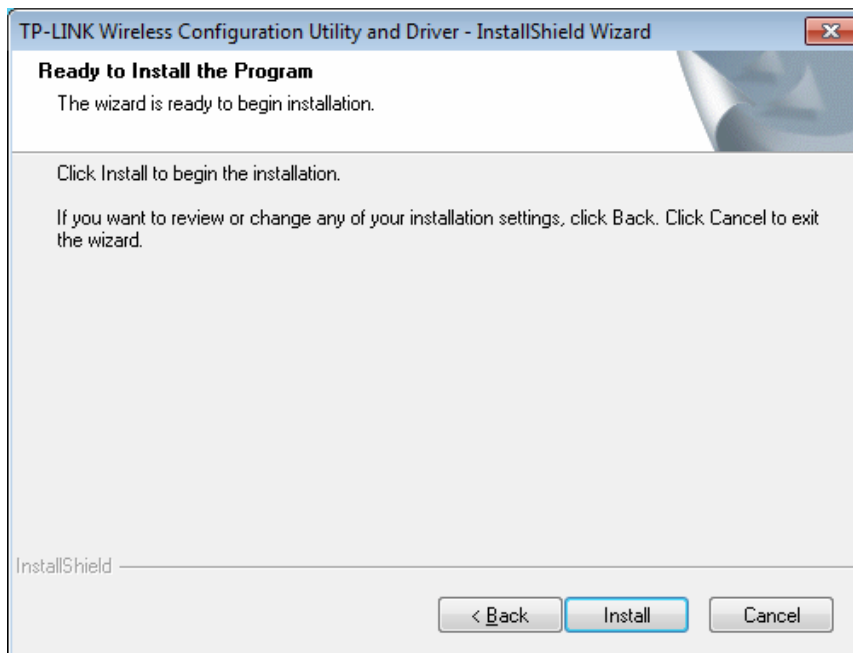 TP-LINK Wireless Configuration Utility and Driver - InstallShield Wizard
Ready to Install the Program
The wizard is ready to begin installation.
Click Install to begin the installation.
If you want to review or change any of your installation settings, click Back. Click Cancel to exit
the wizard.
InstallShield
< Back
Install
Cancel